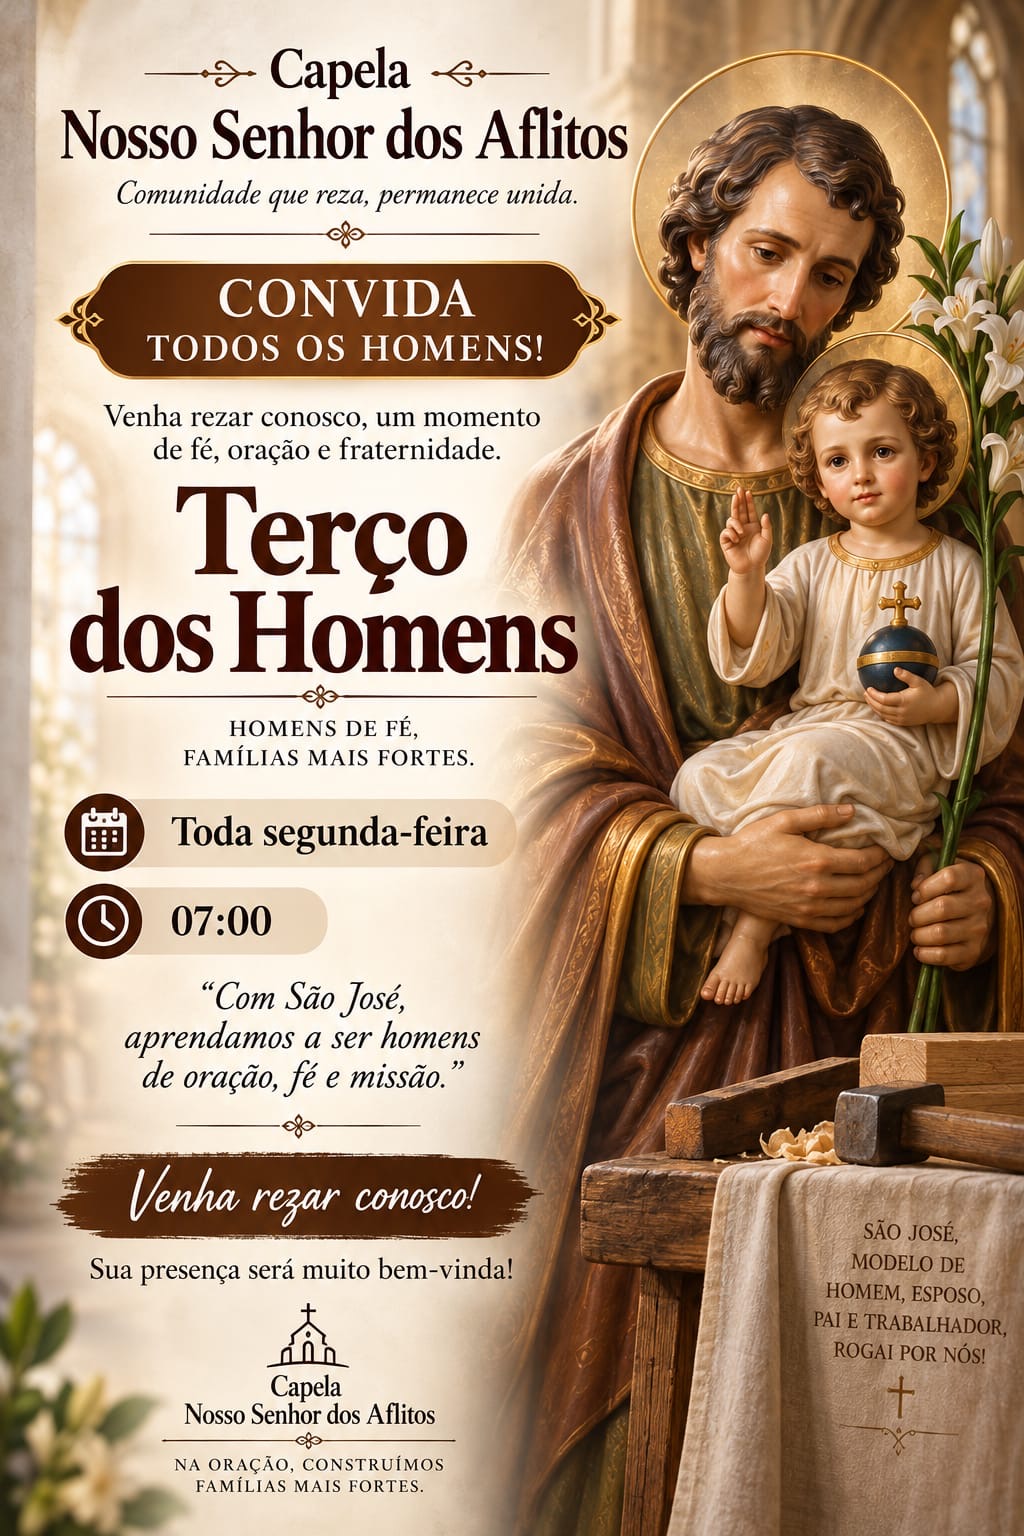 Capela
Nosso Senhor dos Aflitos
Comunidade que reza, permanece unida.
CONVIDA
TODOS OS HOMENS!
Venha rezar conosco, um momento
de fé, oração e fraternidade.
Terço
dos Homens
HOMENS DE FÉ,
FAMÍLIAS MAIS FORTES.
Toda segunda-feira
07:00
“Com São José,
aprendamos a ser homens
de oração, fé e missão.”
Venha rezar conosco!
Sua presença será muito bem-vinda!
Capela
Nosso Senhor dos Aflitos
NA ORAÇÃO, CONSTRUÍMOS
FAMÍLIAS MAIS FORTES.
SÃO JOSÉ,
MODELO DE
HOMEM, ESPOSO,
PAI E TRABALHADOR,
ROGAI POR NÓS!